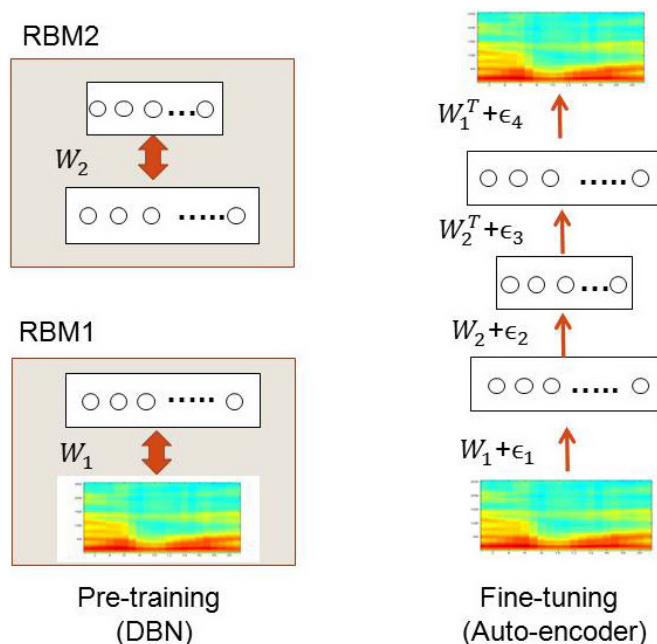 RBM2
W₂
RBM1
W₁
Pre-training
(DBN)
W₁ᵀ+ϵ₄
W₂ᵀ+ϵ₃
W₂+ϵ₂
W₁+ϵ₁
Fine-tuning
(Auto-encoder)